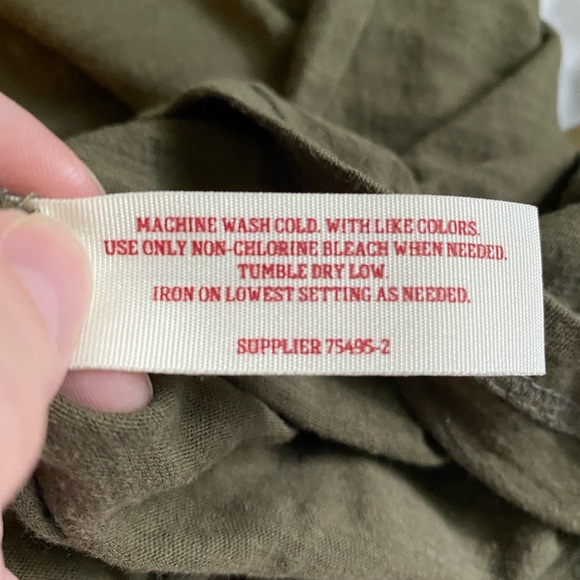 MACHINE WASH COLD. WITH LIKE COLORS.
USE ONLY NON-CHLORINE BLEACH WHEN NEEDED.
TUMBLE DRY LOW.
IRON ON LOWEST SETTING AS NEEDED.
SUPPLIER 75495-2